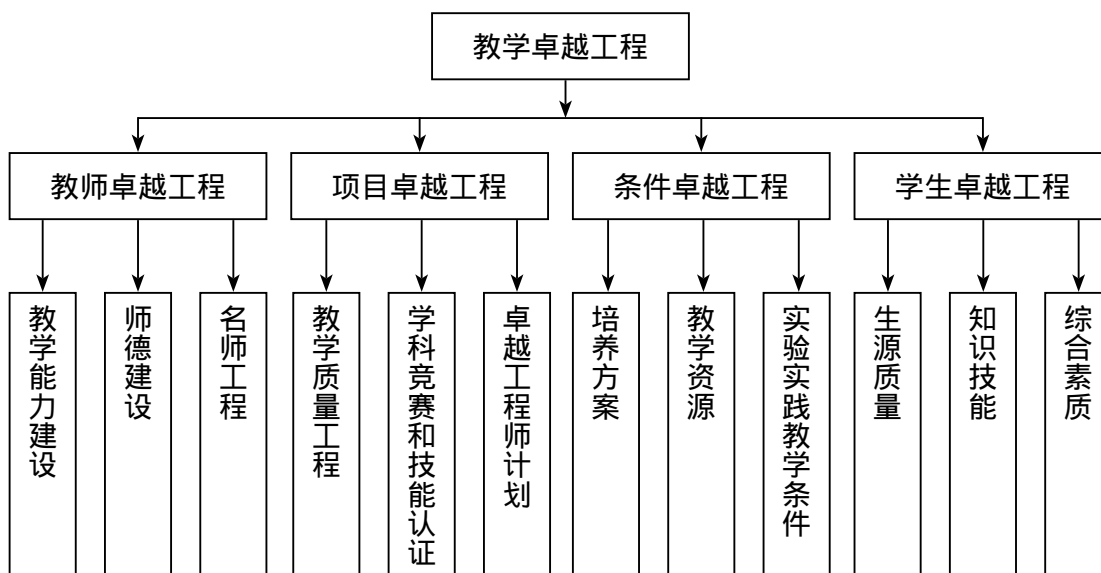 教学卓越工程
教师卓越工程
项目卓越工程
条件卓越工程
学生卓越工程
教学能力建设
师德建设
名师工程
教学质量工程
学科竞赛和技能认证
卓越工程师计划
培养方案
教学资源
实验实践教学条件
生源质量
知识技能
综合素质